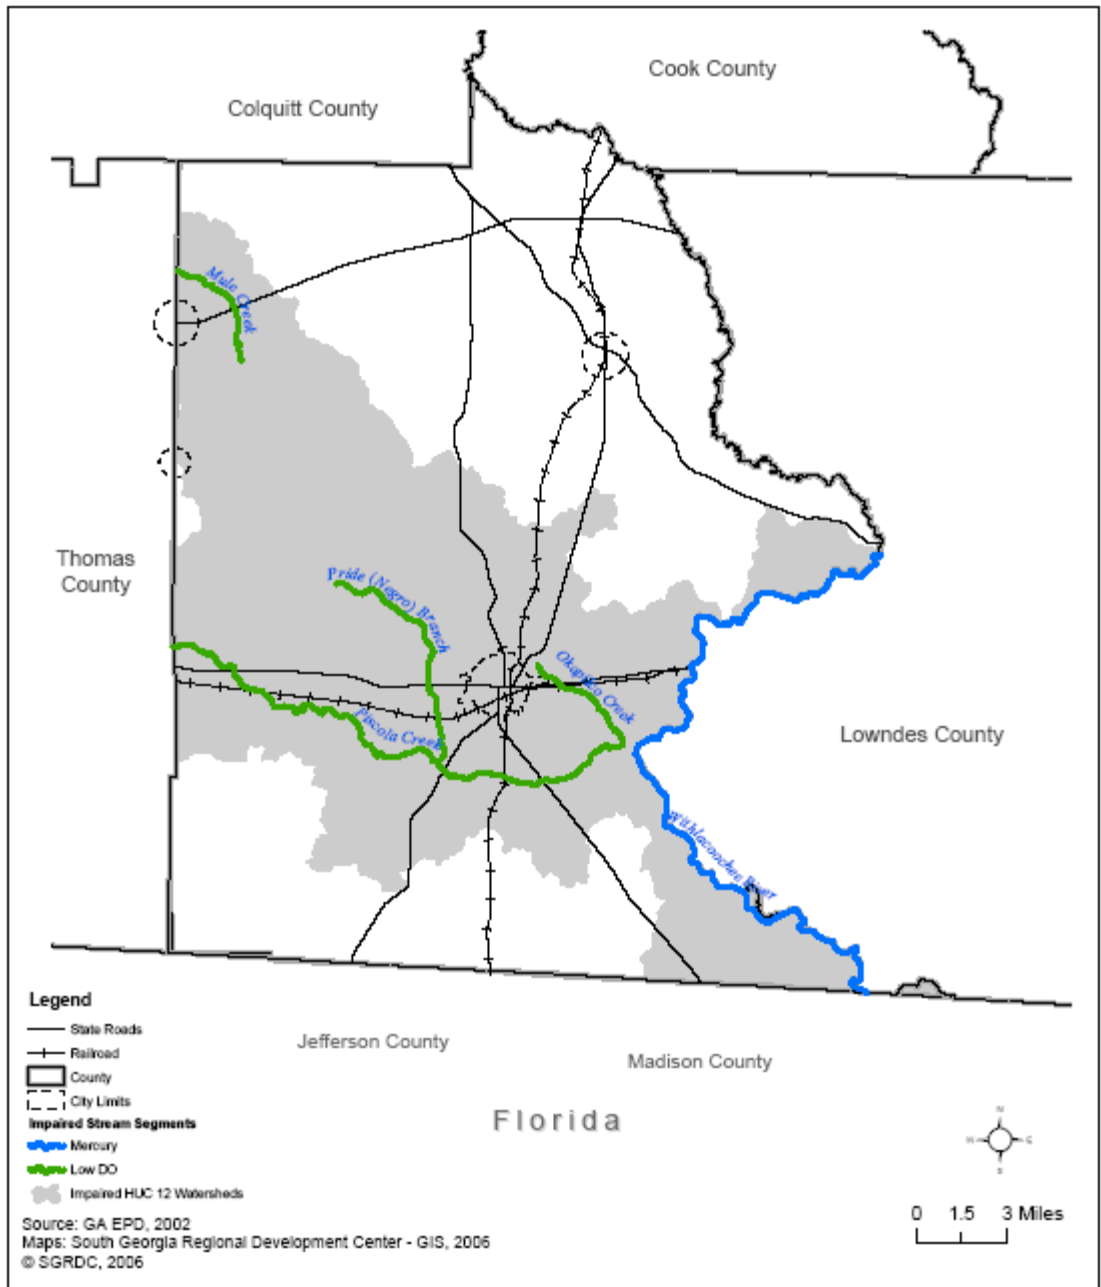 Cook County
Colquitt County
Mule Creek
Thomas
County
Pride (Negro) Branch
Okapilco Creek
Piscola Creek
Lowndes County
Withlacoochee River
Legend
State Roads
Railroad
County
City Limits
Impaired Stream Segments
Mercury
Low DO
Impaired HUC 12 Watersheds
Jefferson County
Madison County
Florida
N
W
E
S
0 1.5 3 Miles
Source: GA EPD, 2002
Maps: South Georgia Regional Development Center - GIS, 2006
© SGRDC, 2006